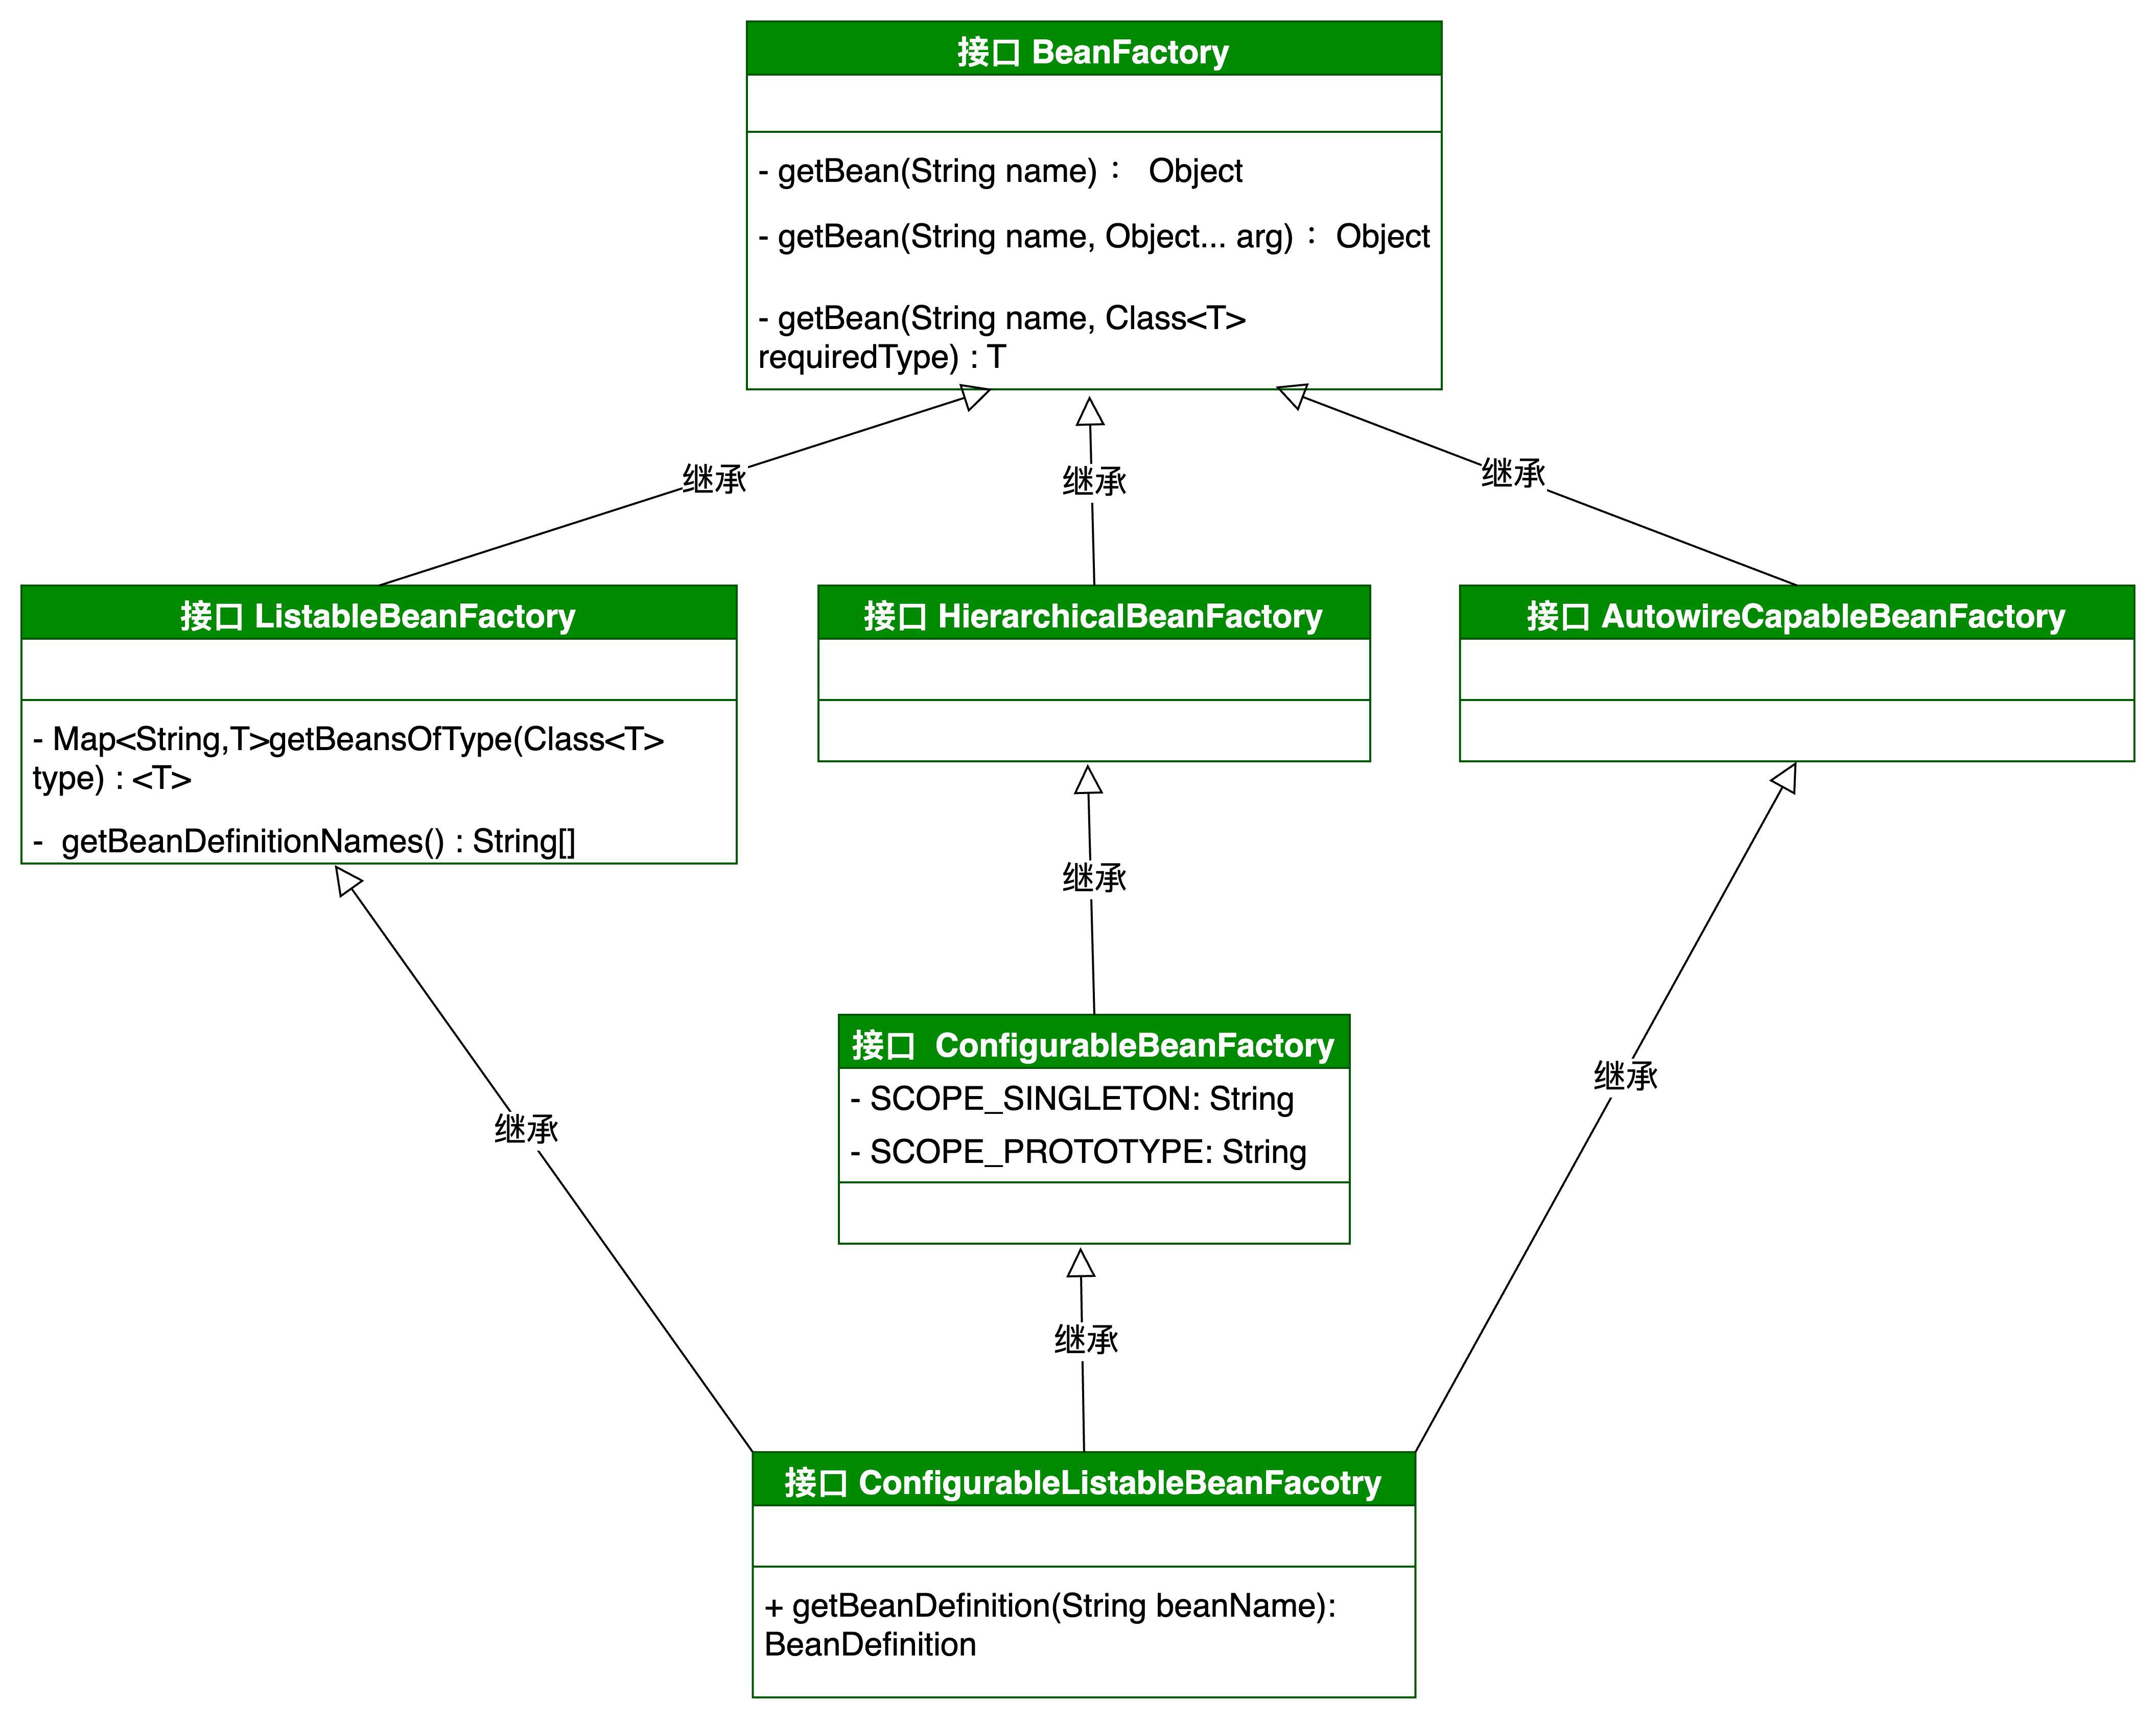 接口 BeanFactory
- getBean(String name)： Object
- getBean(String name, Object... arg)：Object
- getBean(String name, Class<T>
requiredType) : T
继承
继承
继承
接口 ListableBeanFactory
- Map<String,T>getBeansOfType(Class<T>
type) : <T>
- getBeanDefinitionNames() : String[]
接口 HierarchicalBeanFactory
接口 AutowireCapableBeanFactory
继承
接口 ConfigurableBeanFactory
- SCOPE_SINGLETON: String
- SCOPE_PROTOTYPE: String
继承
继承
继承
接口 ConfigurableListableBeanFacotry
+ getBeanDefinition(String beanName):
BeanDefinition